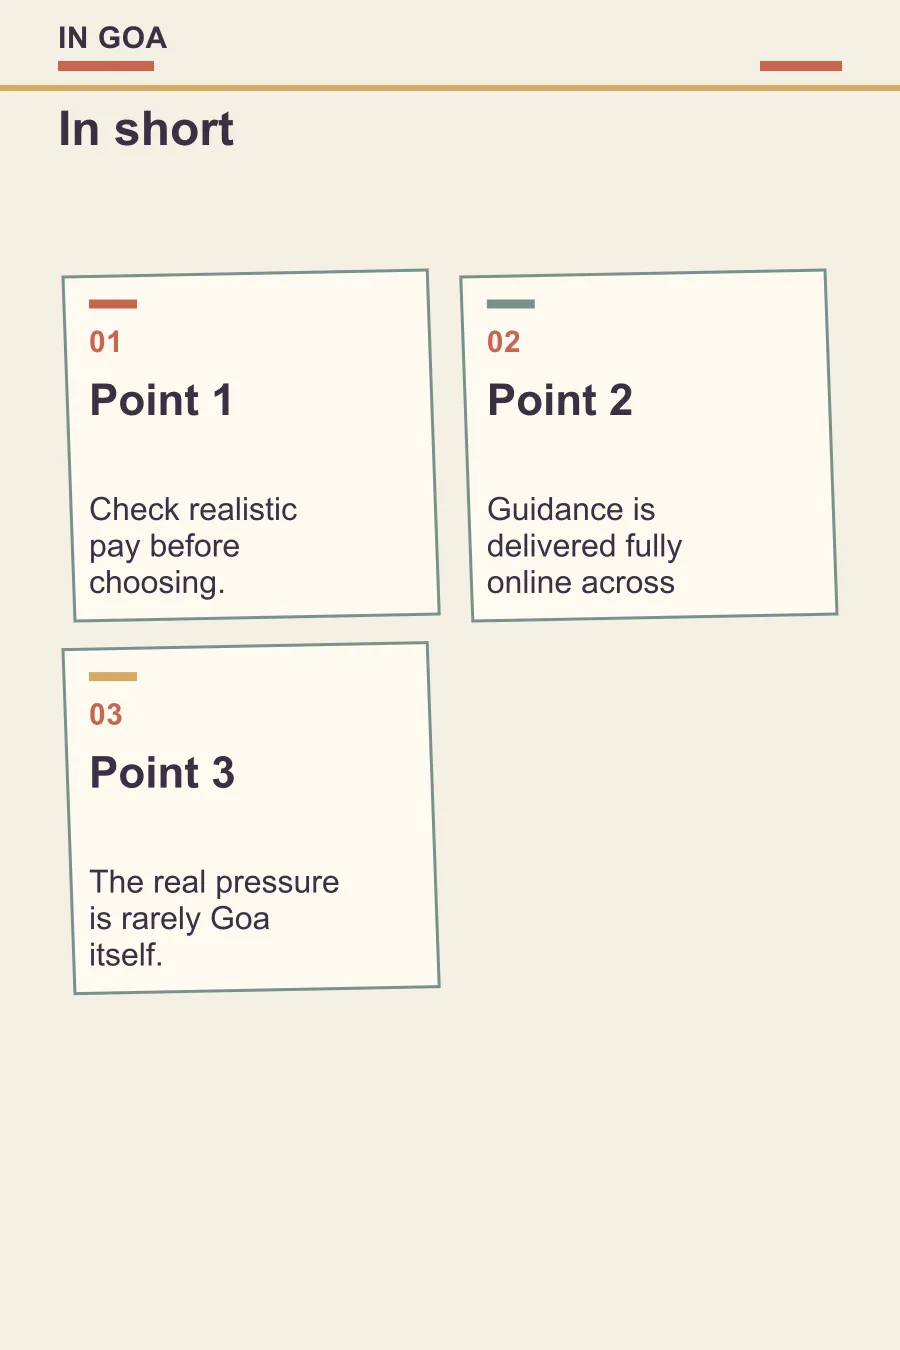 IN GOA
In short
01
Point 1
Check realistic
pay before
choosing.
02
Point 2
Guidance is
delivered fully
online across
03
Point 3
The real pressure
is rarely Goa
itself.